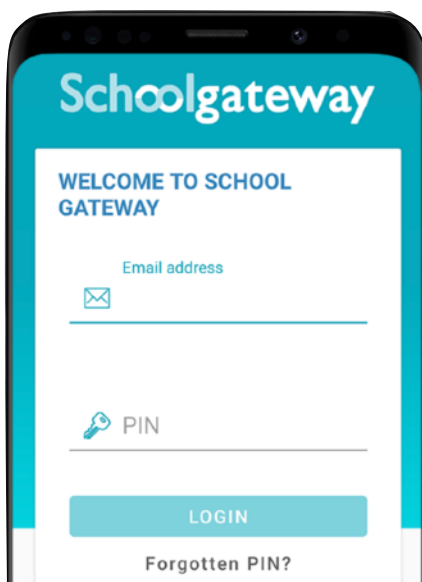 Schoolgateway
WELCOME TO SCHOOL
GATEWAY
Email address
PIN
LOGIN
Forgotten PIN?